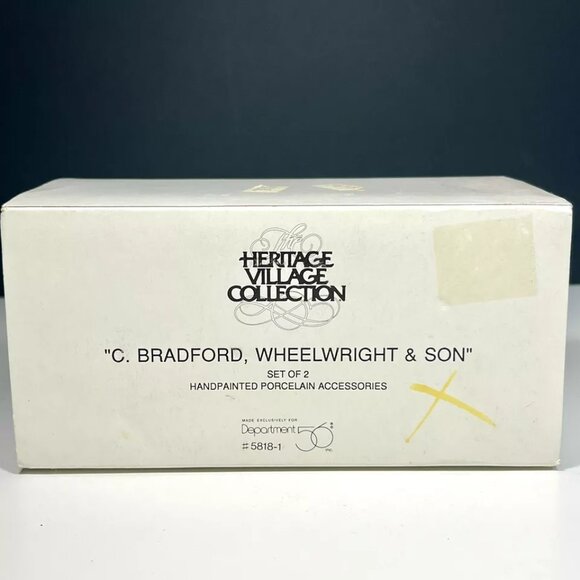 The
HERITAGE
VILLAGE
COLLECTION
"C. BRADFORD, WHEELWRIGHT & SON"
SET OF 2
HANDPAINTED PORCELAIN ACCESSORIES
MADE EXCLUSIVELY FOR
Department 56® INC.
#5818-1